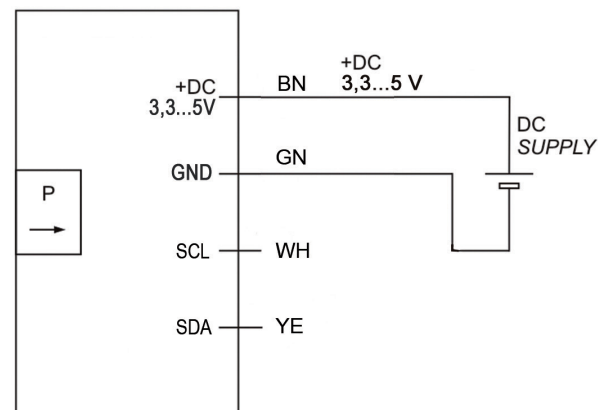 +DC
3,3...5V
BN
+DC
3,3...5 V
DC
SUPPLY
GND
GN
P
SCL
WH
SDA
YE